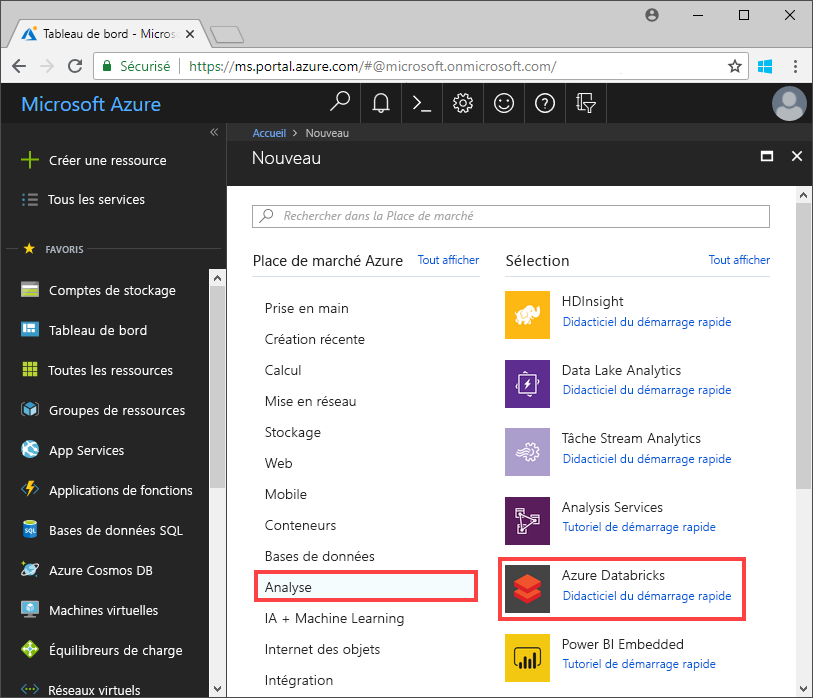 Tableau de bord - Micros
Sécurisé
https://ms.portal.azure.com/#@microsoft.onmicrosoft.com/
Microsoft Azure
Créer une ressource
Tous les services
FAVORIS
Comptes de stockage
Tableau de bord
Toutes les ressources
Groupes de ressources
App Services
Applications de fonctions
SQL
Bases de données SQL
Azure Cosmos DB
Machines virtuelles
Équilibreurs de charge
Réseaux virtuels
Accueil > Nouveau
Nouveau
Rechercher dans la Place de marché
Place de marché Azure Tout afficher
Prise en main
Création récente
Calcul
Mise en réseau
Stockage
Web
Mobile
Conteneurs
Bases de données
Analyse
IA + Machine Learning
Internet des objets
Intégration
Sélection Tout afficher
HDInsight
Didacticiel du démarrage rapide
Data Lake Analytics
Didacticiel du démarrage rapide
Tâche Stream Analytics
Didacticiel du démarrage rapide
Analysis Services
Tutoriel de démarrage rapide
Azure Databricks
Didacticiel du démarrage rapide
Power BI Embedded
Tutoriel de démarrage rapide